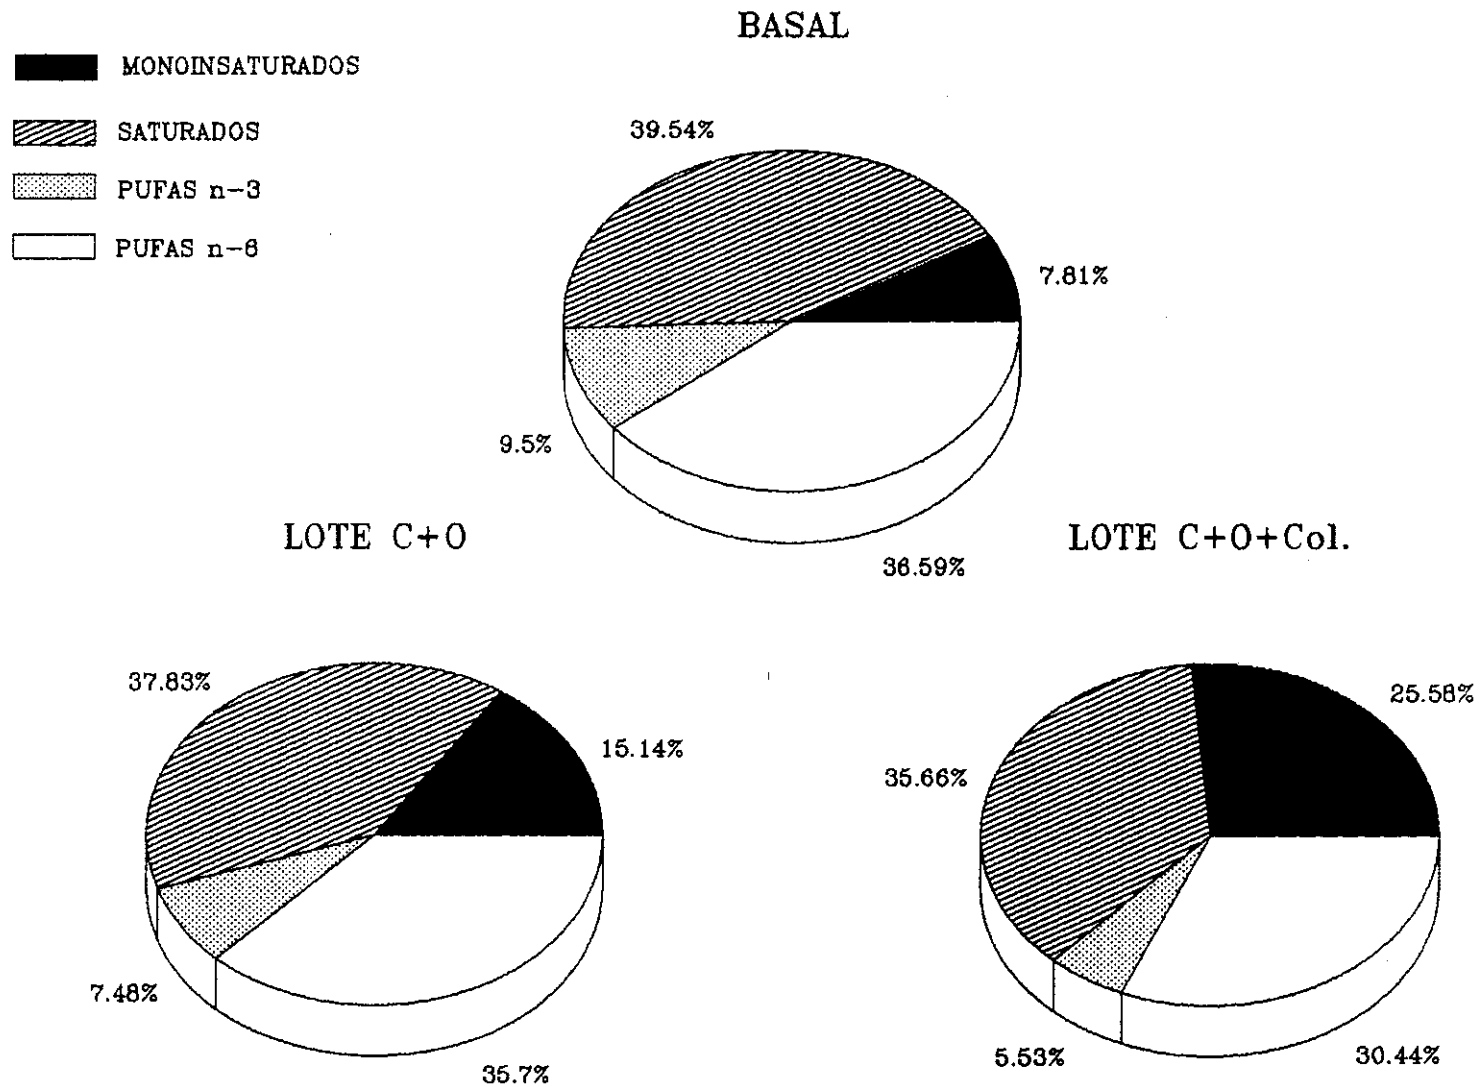 BASAL
MONOINSATURADOS
SATURADOS
PUFAS n-3
PUFAS n-6
39.54%
7.81%
9.5%
36.59%
LOTE C+O
37.83%
15.14%
7.48%
35.7%
LOTE C+O+Col.
25.58%
35.66%
5.53%
30.44%